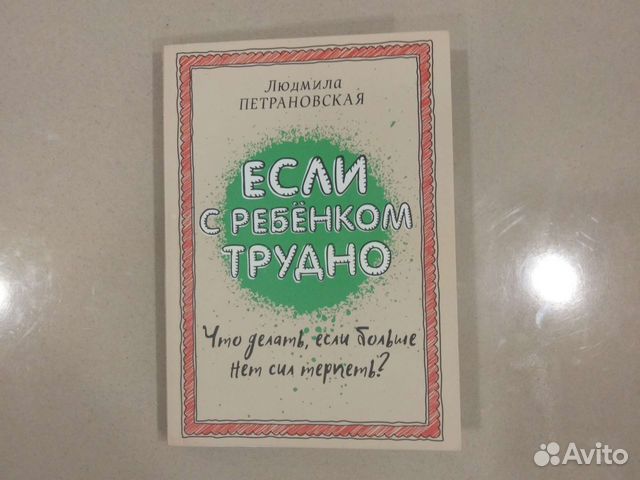 Людмила
ПЕТРАНОВСКАЯ
ЕСЛИ
С РЕБЁНКОМ
ТРУДНО
Что делать, если больше
нет сил терпеть?
Avito